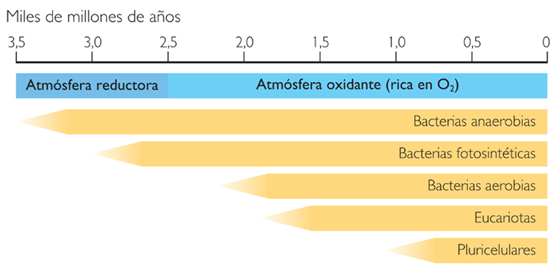 Miles de millones de años
3,5 3,0 2,5 2,0 1,5 1,0 0,5 0
Atmósfera reductora Atmósfera oxidante (rica en O₂)
Bacterias anaerobias
Bacterias fotosintéticas
Bacterias aerobias
Eucariotas
Pluricelulares